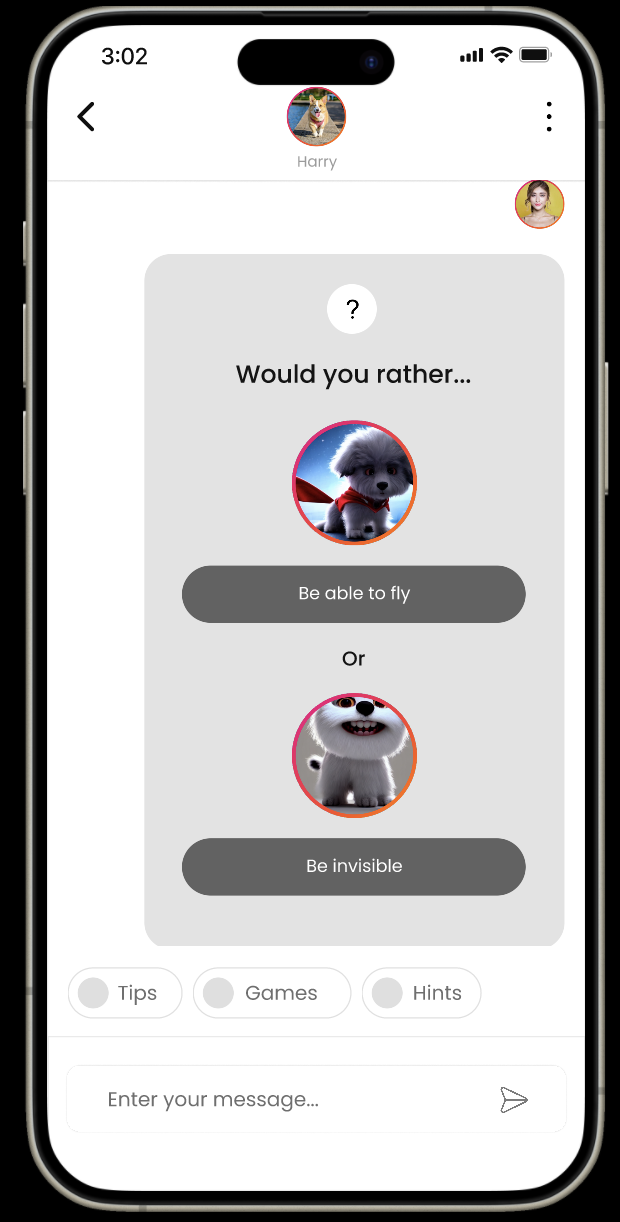 3:02
Harry
?
Would you rather...
Be able to fly
Or
Be invisible
Tips
Games
Hints
Enter your message...